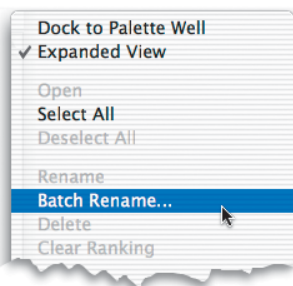 Dock to Palette Well
✓ Expanded View
Open
Select All
Deselect All
Rename
Batch Rename...
Delete
Clear Ranking